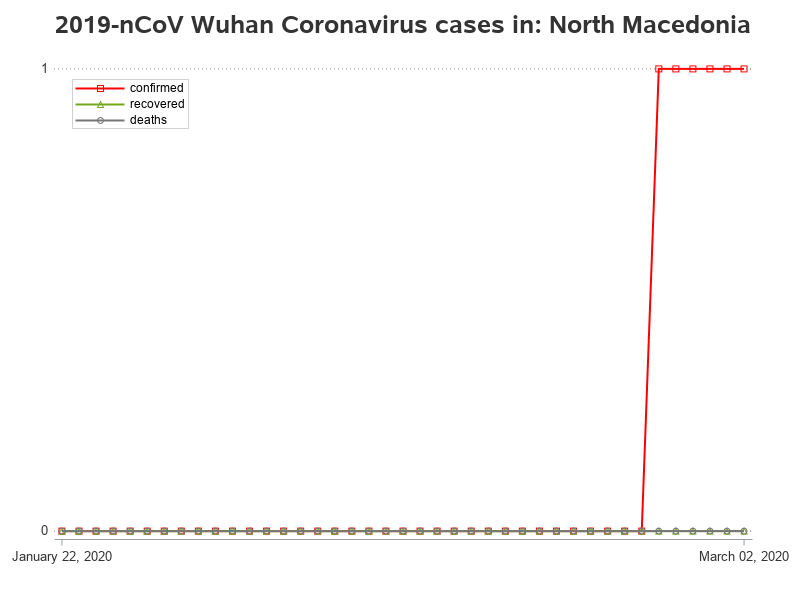 2019-nCoV Wuhan Coronavirus cases in: North Macedonia
1
confirmed
recovered
deaths
0
January 22, 2020
March 02, 2020